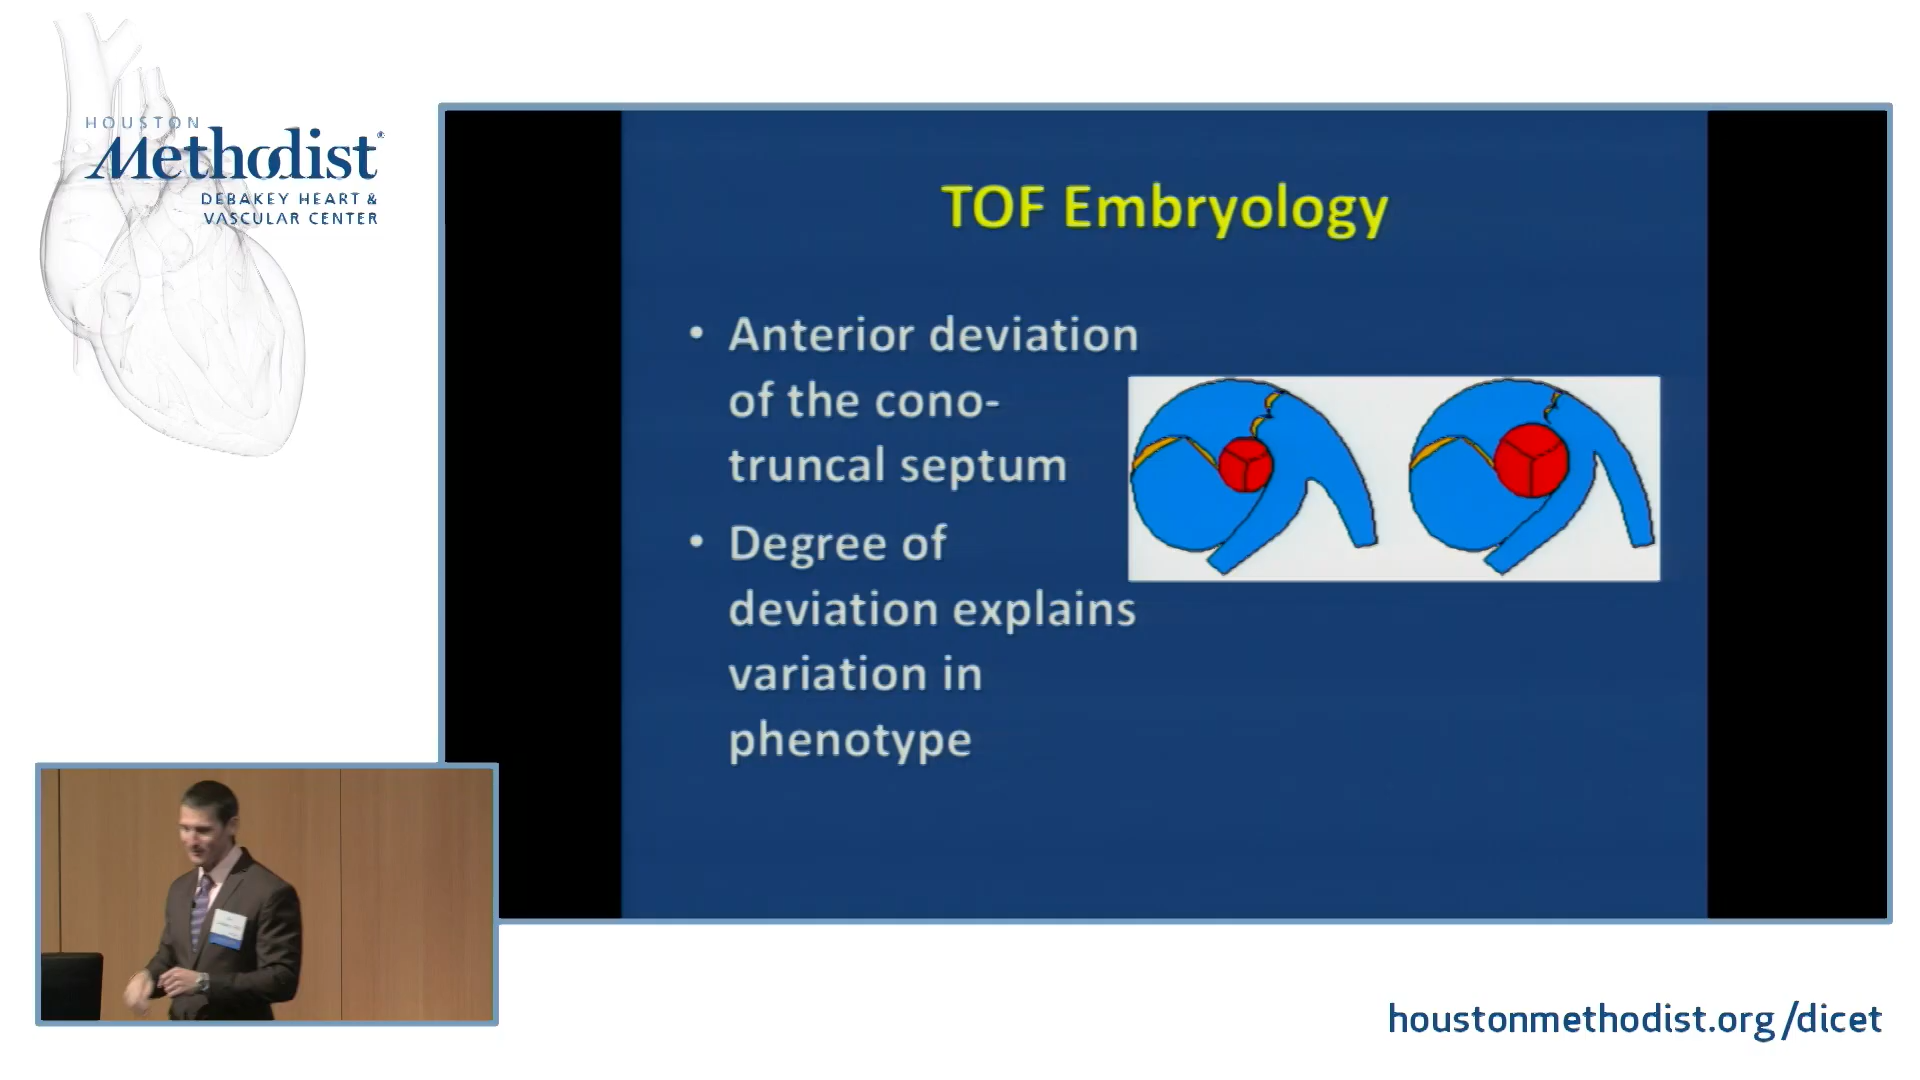 HOUSTON
Methodist®
DEBAKEY HEART &
VASCULAR CENTER
TOF Embryology
• Anterior deviation
of the cono-
truncal septum
• Degree of
deviation explains
variation in
phenotype
houstonmethodist.org/dicet